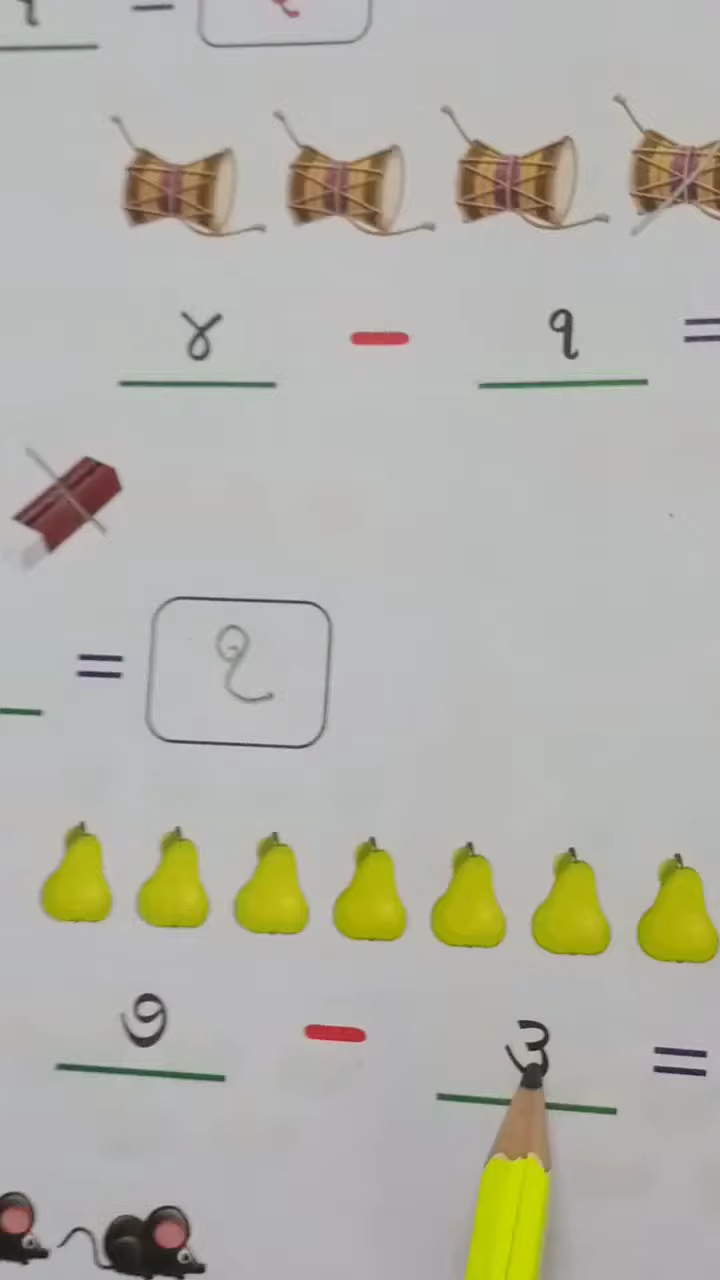 ૪ - ૧ =
= ૨
૭ - ૩ =